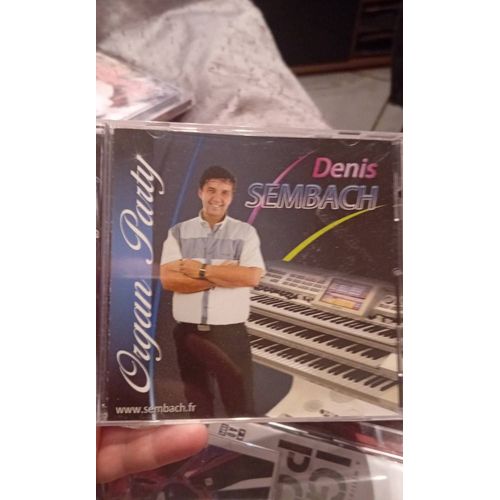 Denis
SEMBACH
Organ Party
www.sembach.fr